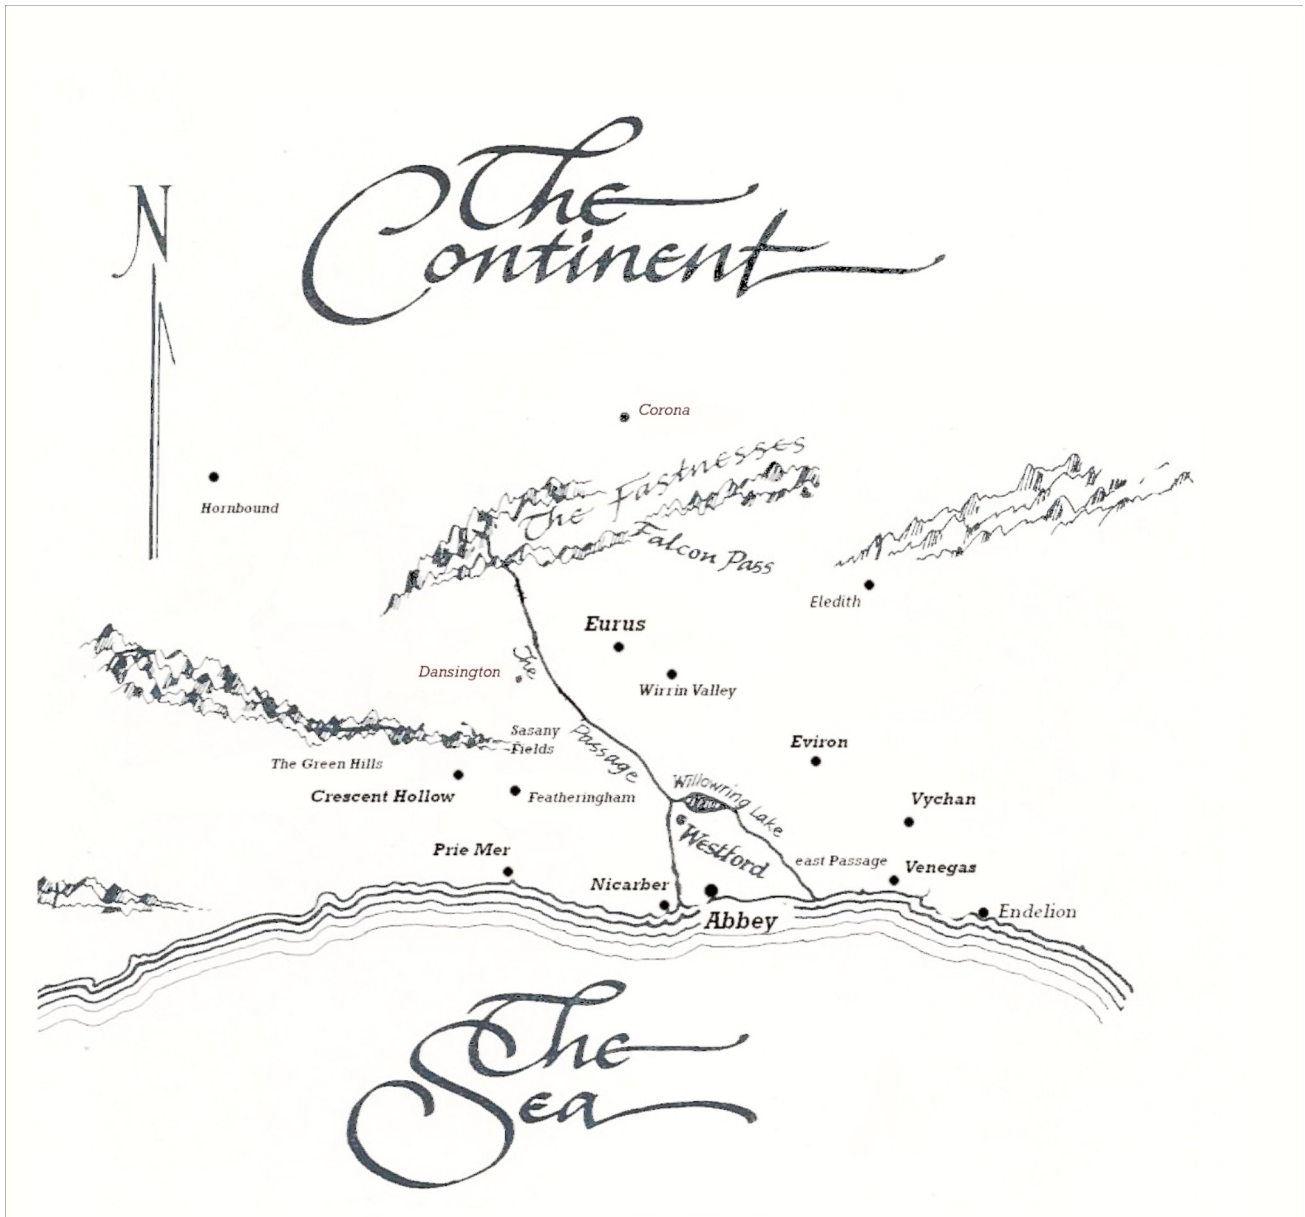 The
Continent
N
Corona
The Fastnesses
Hornbound
Falcon Pass
Eledith
Eurus
Dansington
The
Wirrin Valley
Sasany
Fields
Passage
Eviron
The Green Hills
Crescent Hollow
Featheringham
Willowring Lake
Vychan
Westford
Prie Mer
east Passage
Venegas
Nicarber
Abbey
Endelion
The
Sea